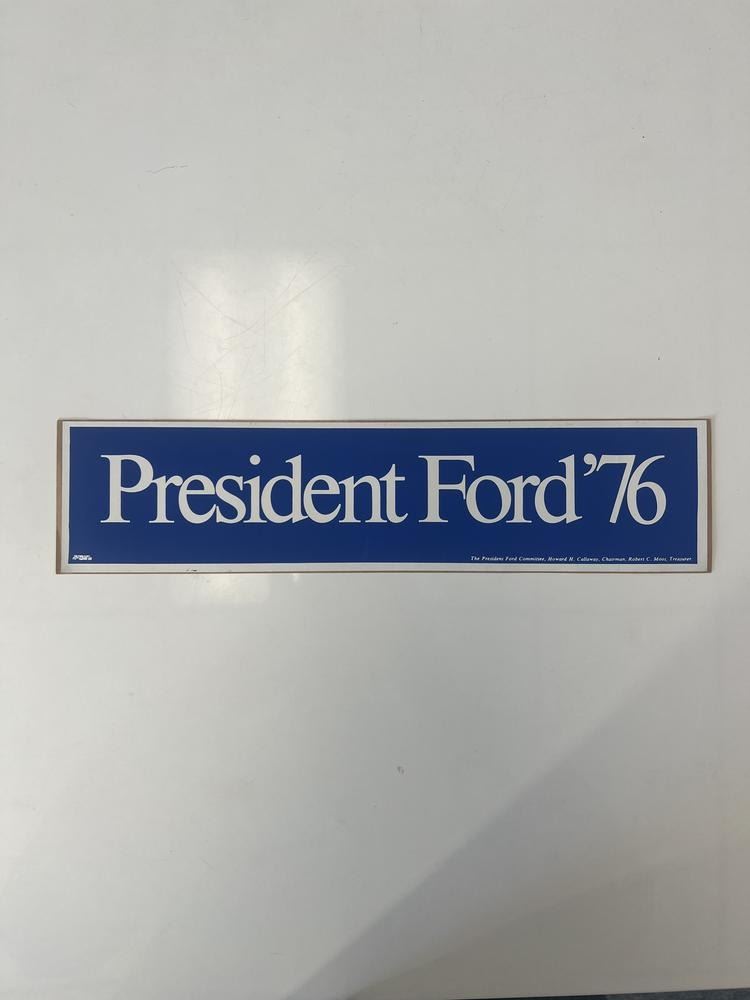 President Ford '76
The President Ford Committee, Howard H. Callaway, Chairman, Robert C. Moot, Treasurer